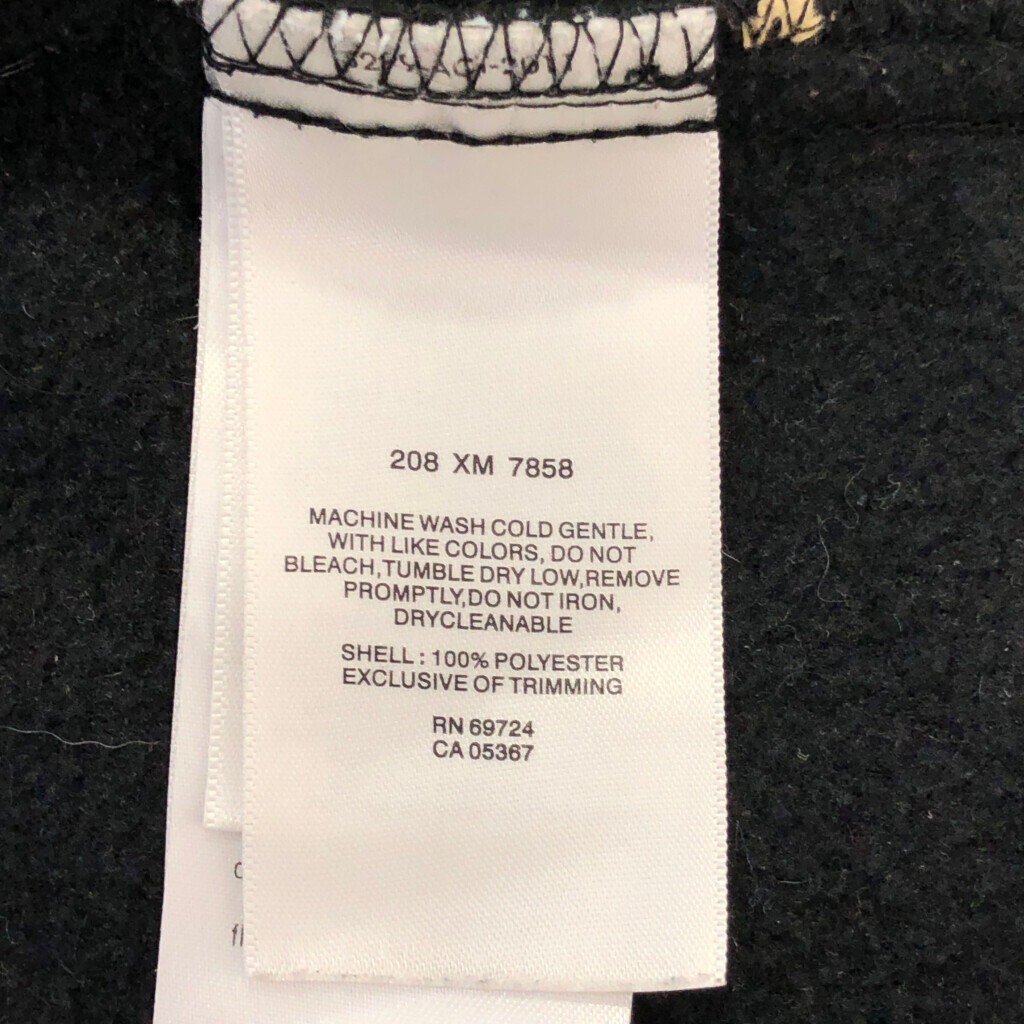 208 XM 7858
MACHINE WASH COLD GENTLE,
WITH LIKE COLORS, DO NOT
BLEACH,TUMBLE DRY LOW,REMOVE
PROMPTLY,DO NOT IRON,
DRYCLEANABLE
SHELL : 100% POLYESTER
EXCLUSIVE OF TRIMMING
RN 69724
CA 05367